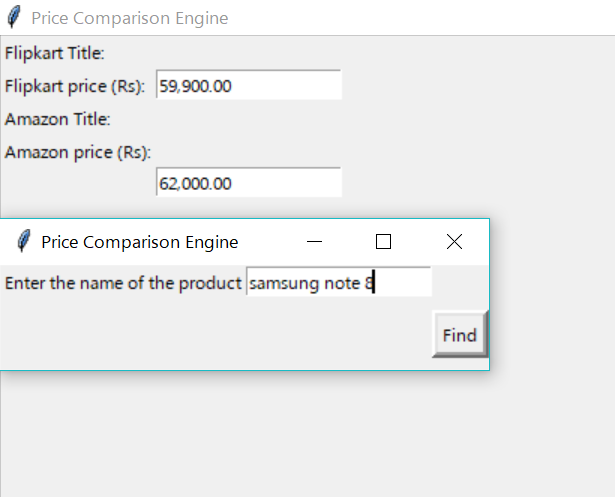 Price Comparison Engine
Flipkart Title:
Flipkart price (Rs): 59,900.00
Amazon Title:
Amazon price (Rs):
62,000.00
Price Comparison Engine
Enter the name of the product samsung note 8
Find